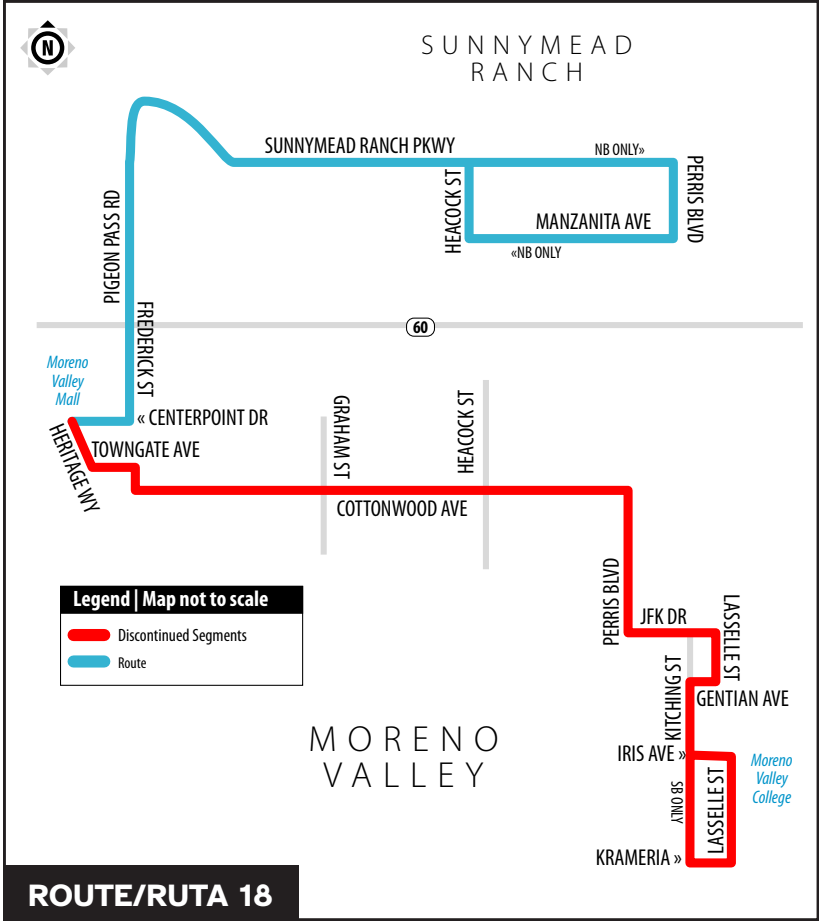 N
SUNNYMEAD
RANCH
SUNNYMEAD RANCH PKWY
NB ONLY»
HEACOCK ST
MANZANITA AVE
PERRIS BLVD
«NB ONLY
PIGEON PASS RD
FREDERICK ST
60
Moreno
Valley
Mall
« CENTERPOINT DR
HERITAGE WY
TOWNGATE AVE
GRAHAM ST
HEACOCK ST
COTTONWOOD AVE
PERRIS BLVD
JFK DR
LASSELLE ST
KITCHING ST
GENTIAN AVE
Legend | Map not to scale
Discontinued Segments
Route
MORENO
VALLEY
IRIS AVE »
SB ONLY
LASSELLE ST
Moreno
Valley
College
KRAMERIA »
ROUTE/RUTA 18